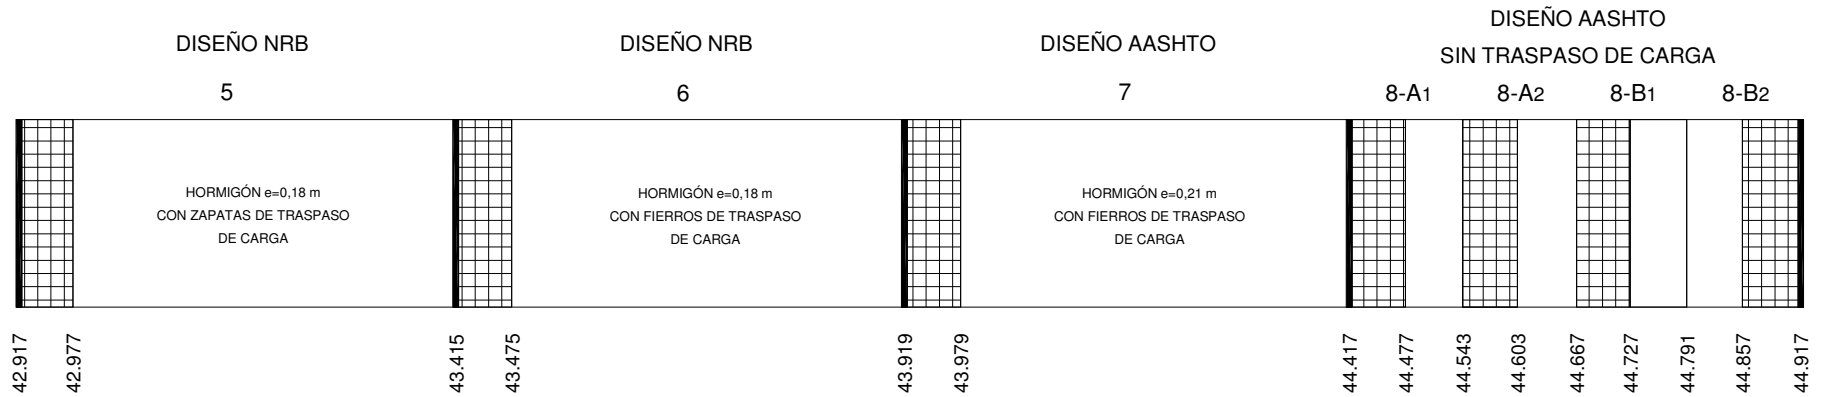 DISEÑO NRB
5
HORMIGÓN e=0,18 m
CON ZAPATAS DE TRASPASO
DE CARGA
DISEÑO NRB
6
HORMIGÓN e=0,18 m
CON FIERROS DE TRASPASO
DE CARGA
DISEÑO AASHTO
7
HORMIGÓN e=0,21 m
CON FIERROS DE TRASPASO
DE CARGA
DISEÑO AASHTO
SIN TRASPASO DE CARGA
8-A1 8-A2 8-B1 8-B2
42.917
42.977
43.415
43.475
43.919
43.979
44.417
44.477
44.543
44.603
44.667
44.727
44.791
44.857
44.917